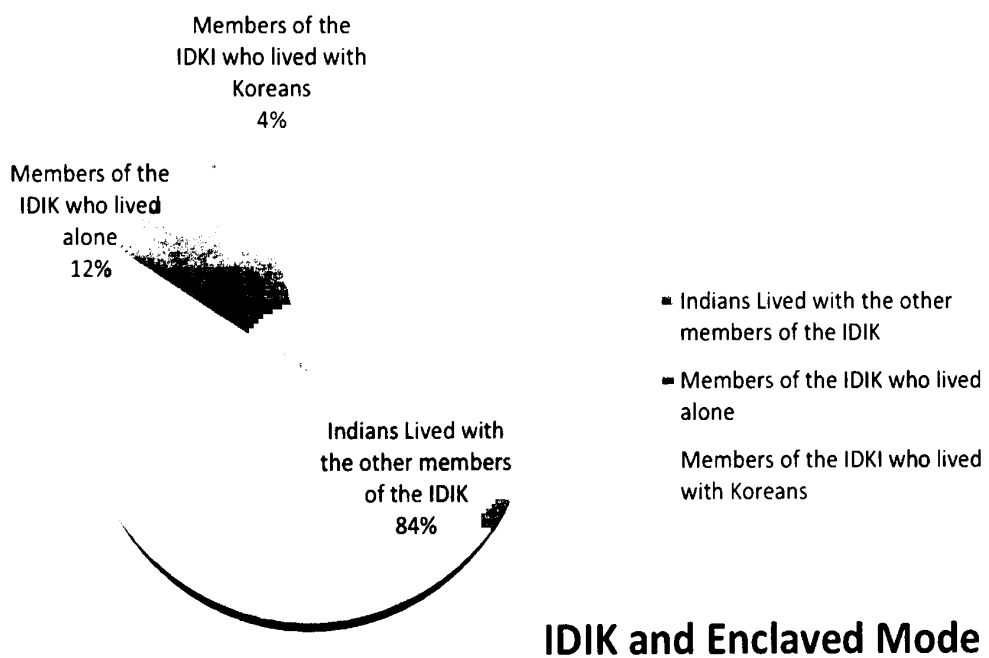 Members of the
IDKI who lived with
Koreans
4%
Members of the
IDIK who lived
alone
12%
Indians Lived with
the other members
of the IDIK
84%
Indians Lived with the other
members of the IDIK
Members of the IDIK who lived
alone
Members of the IDKI who lived
with Koreans
IDIK and Enclaved Mode